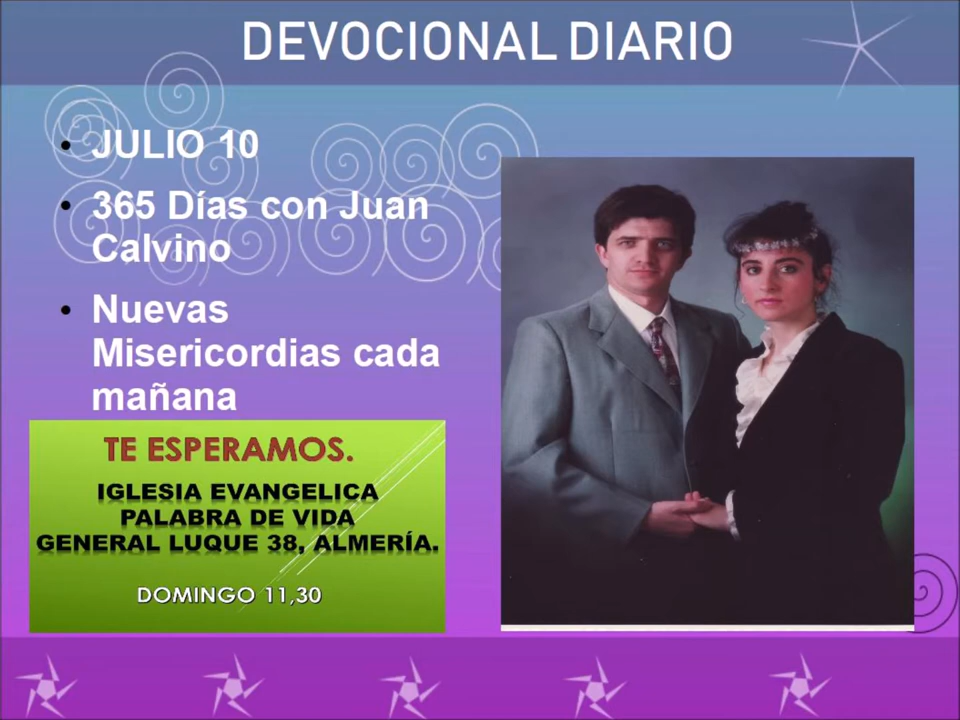 DEVOCIONAL DIARIO
• JULIO 10
• 365 Días con Juan
Calvino
• Nuevas
Misericordias cada
mañana
TE ESPERAMOS.
IGLESIA EVANGELICA
PALABRA DE VIDA
GENERAL LUQUE 38, ALMERÍA.
DOMINGO 11,30